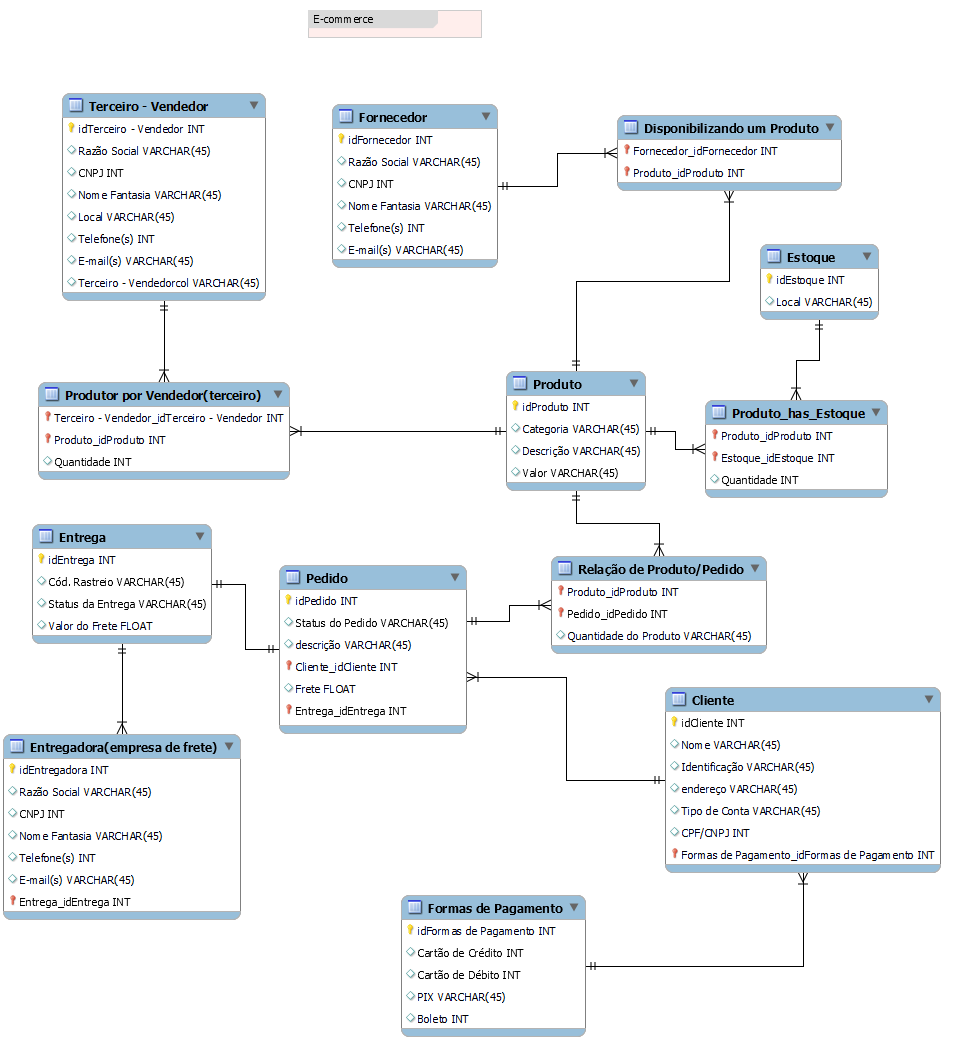 E-commerce
Terceiro - Vendedor
idTerceiro - Vendedor INT
Razão Social VARCHAR(45)
CNPJ INT
Nome Fantasia VARCHAR(45)
Local VARCHAR(45)
Telefone(s) INT
E-mail(s) VARCHAR(45)
Terceiro - Vendedorcol VARCHAR(45)
Fornecedor
idFornecedor INT
Razão Social VARCHAR(45)
CNPJ INT
Nome Fantasia VARCHAR(45)
Telefone(s) INT
E-mail(s) VARCHAR(45)
Disponibilizando um Produto
Fornecedor_idFornecedor INT
Produto_idProduto INT
Estoque
idEstoque INT
Local VARCHAR(45)
Produtor por Vendedor(terceiro)
Terceiro - Vendedor_idTerceiro - Vendedor INT
Produto_idProduto INT
Quantidade INT
Produto
idProduto INT
Categoria VARCHAR(45)
Descrição VARCHAR(45)
Valor VARCHAR(45)
Produto_has_Estoque
Produto_idProduto INT
Estoque_idEstoque INT
Quantidade INT
Entrega
idEntrega INT
Cód. Rastreio VARCHAR(45)
Status da Entrega VARCHAR(45)
Valor do Frete FLOAT
Pedido
idPedido INT
Status do Pedido VARCHAR(45)
descrição VARCHAR(45)
Cliente_idCliente INT
Frete FLOAT
Entrega_idEntrega INT
Relação de Produto/Pedido
Produto_idProduto INT
Pedido_idPedido INT
Quantidade do Produto VARCHAR(45)
Cliente
idCliente INT
Nome VARCHAR(45)
Identificação VARCHAR(45)
endereço VARCHAR(45)
Tipo de Conta VARCHAR(45)
CPF/CNPJ INT
Formas de Pagamento_idFormas de Pagamento INT
Entregadora(empresa de frete)
idEntregadora INT
Razão Social VARCHAR(45)
CNPJ INT
Nome Fantasia VARCHAR(45)
Telefone(s) INT
E-mail(s) VARCHAR(45)
Entrega_idEntrega INT
Formas de Pagamento
idFormas de Pagamento INT
Cartão de Crédito INT
Cartão de Débito INT
PIX VARCHAR(45)
Boleto INT